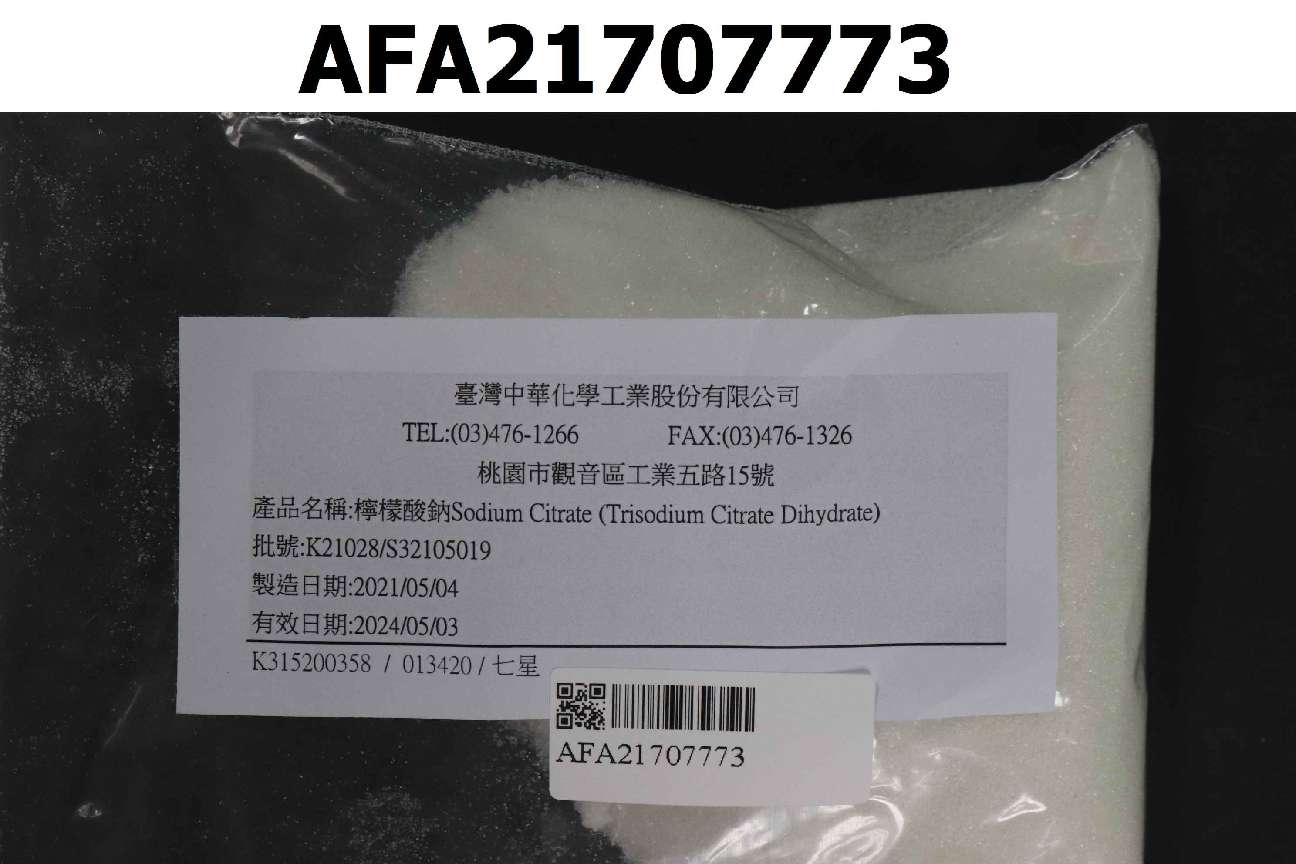 AFA21707773
臺灣中華化學工業股份有限公司
TEL:(03)476-1266 FAX:(03)476-1326
桃園市觀音區工業五路15號
產品名稱:檸檬酸鈉Sodium Citrate (Trisodium Citrate Dihydrate)
批號:K21028/S32105019
製造日期:2021/05/04
有效日期:2024/05/03
K315200358 / 013420 / 七星
AFA21707773